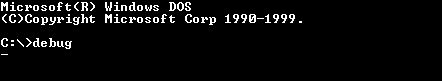 Microsoft(R) Windows DOS
(C)Copyright Microsoft Corp 1990-1999.
C:\>debug
-